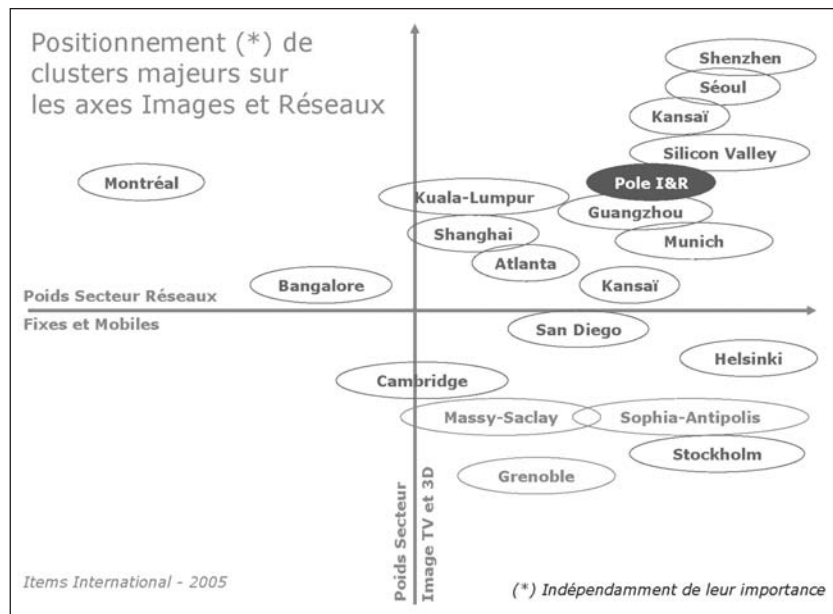 Positionnement (*) de
clusters majeurs sur
les axes Images et Réseaux
Shenzhen
Séoul
Kansaï
Silicon Valley
Montréal
Pole I&R
Kuala-Lumpur
Guangzhou
Shanghai
Munich
Atlanta
Bangalore
Kansaï
Poids Secteur Réseaux
Fixes et Mobiles
San Diego
Helsinki
Cambridge
Massy-Saclay
Sophia-Antipolis
Stockholm
Grenoble
Poids Secteur
Image TV et 3D
Items International - 2005
(*) Indépendamment de leur importance